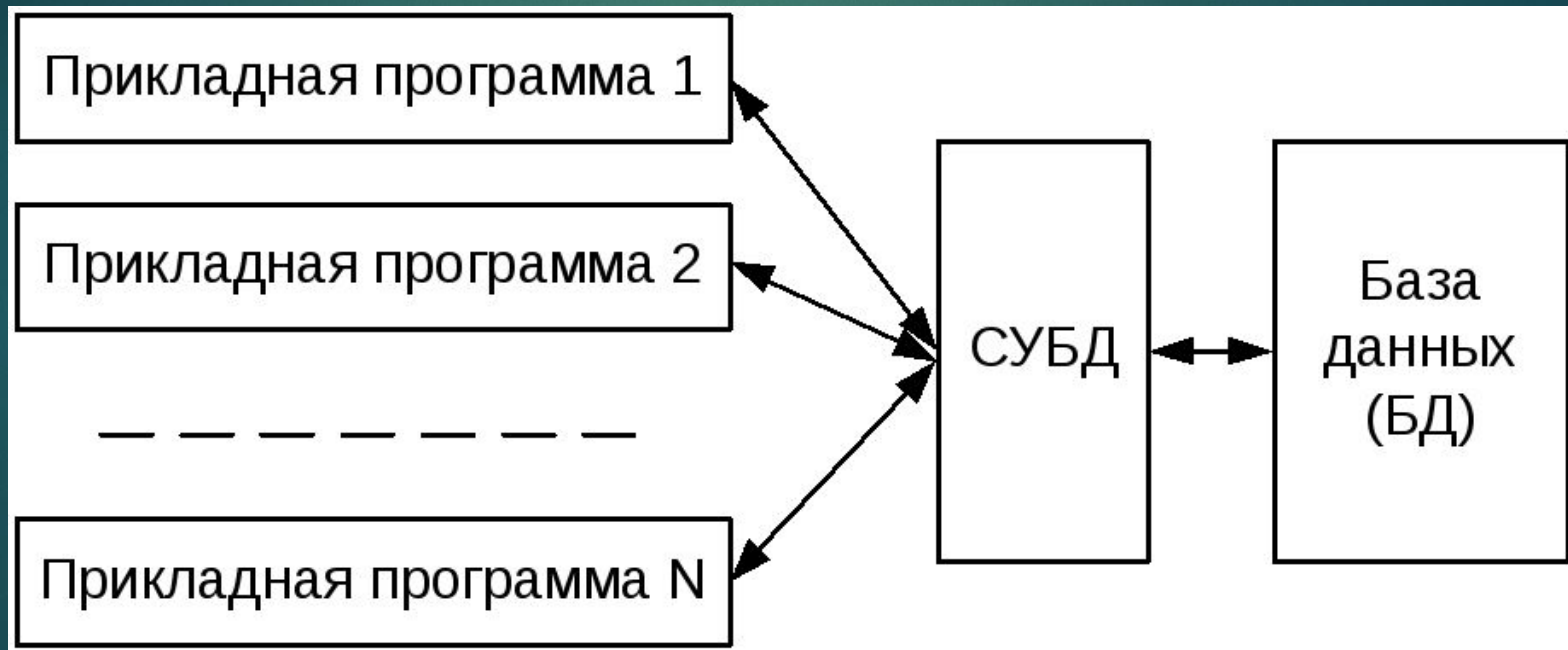 Прикладная программа 1
Прикладная программа 2
Прикладная программа N
СУБД
База
данных
(БД)